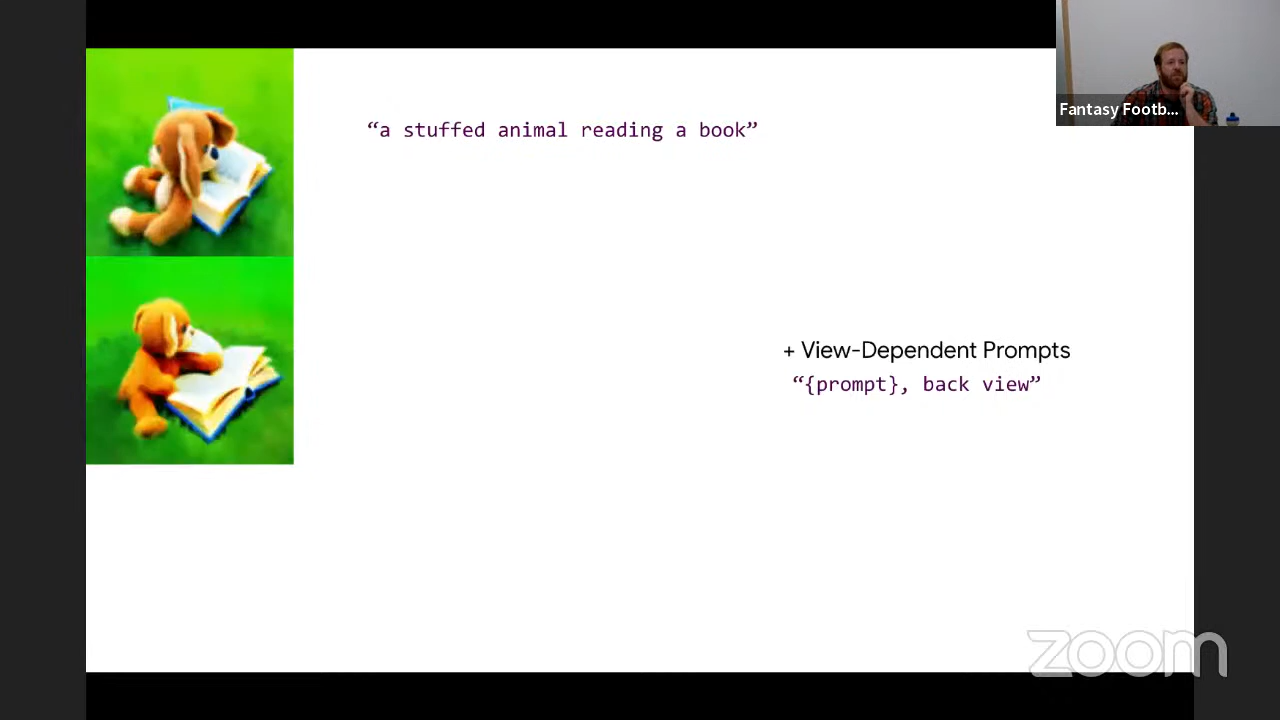 Fantasy Footb...
“a stuffed animal reading a book”
+ View-Dependent Prompts
“{prompt}, back view”
zoom